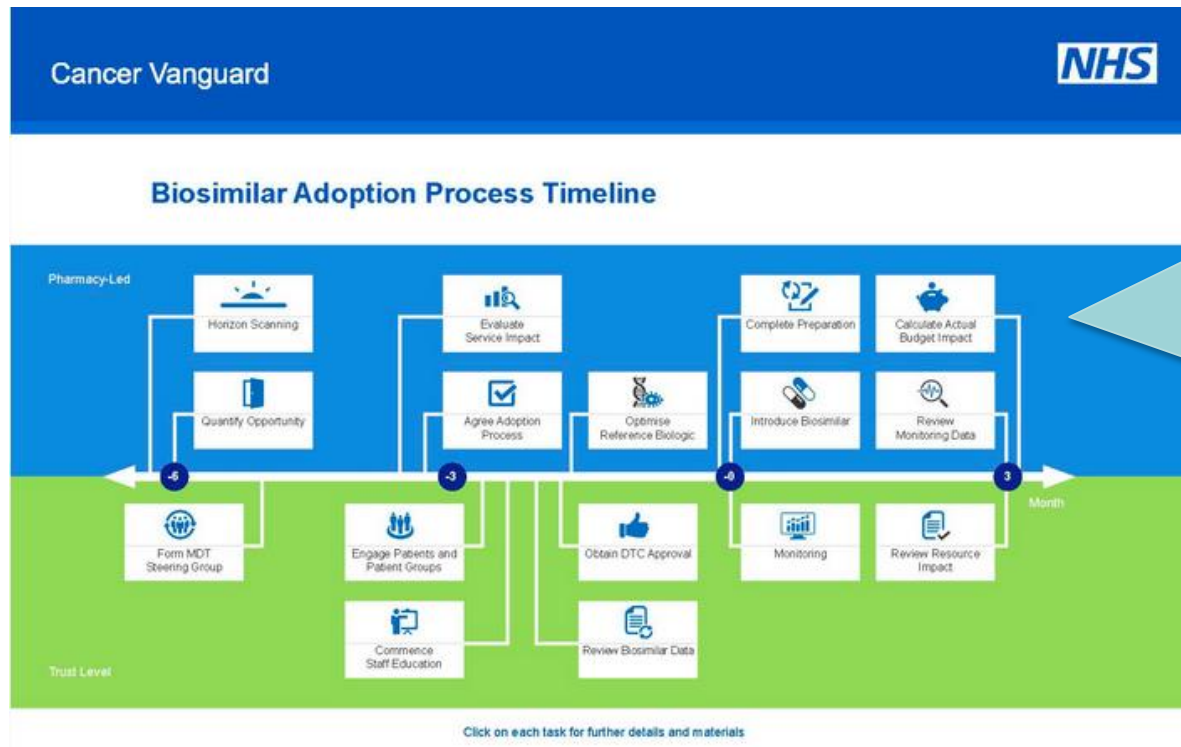 Cancer Vanguard
NHS
Biosimilar Adoption Process Timeline
Pharmacy-Led
Horizon Scanning
Evaluate
Service Impact
Complete Preparation
Calculate Actual
Budget Impact
Quantify Opportunity
Agree Adoption
Process
Optimise
Reference Biologic
Introduce Biosimilar
Review
Monitoring Data
-6
-3
-0
3
Month
Form MDT
Steering Group
Engage Patients and
Patient Groups
Obtain DTC Approval
Monitoring
Review Resource
Impact
Commence
Staff Education
Review Biosimilar Data
Trust Level
Click on each task for further details and materials